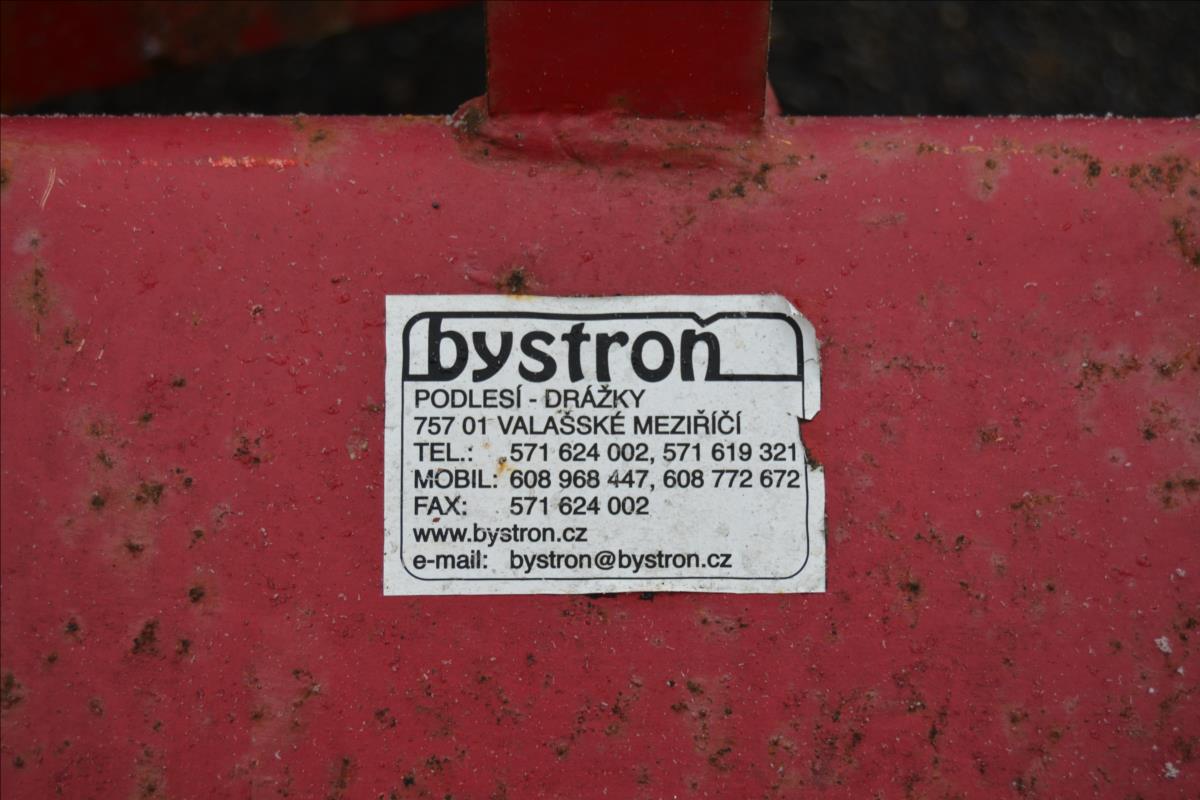 bystroň
PODLESÍ - DRÁŽKY
757 01 VALAŠSKÉ MEZIŘÍČÍ
TEL.: 571 624 002, 571 619 321
MOBIL: 608 968 447, 608 772 672
FAX: 571 624 002
www.bystron.cz
e-mail: bystron@bystron.cz